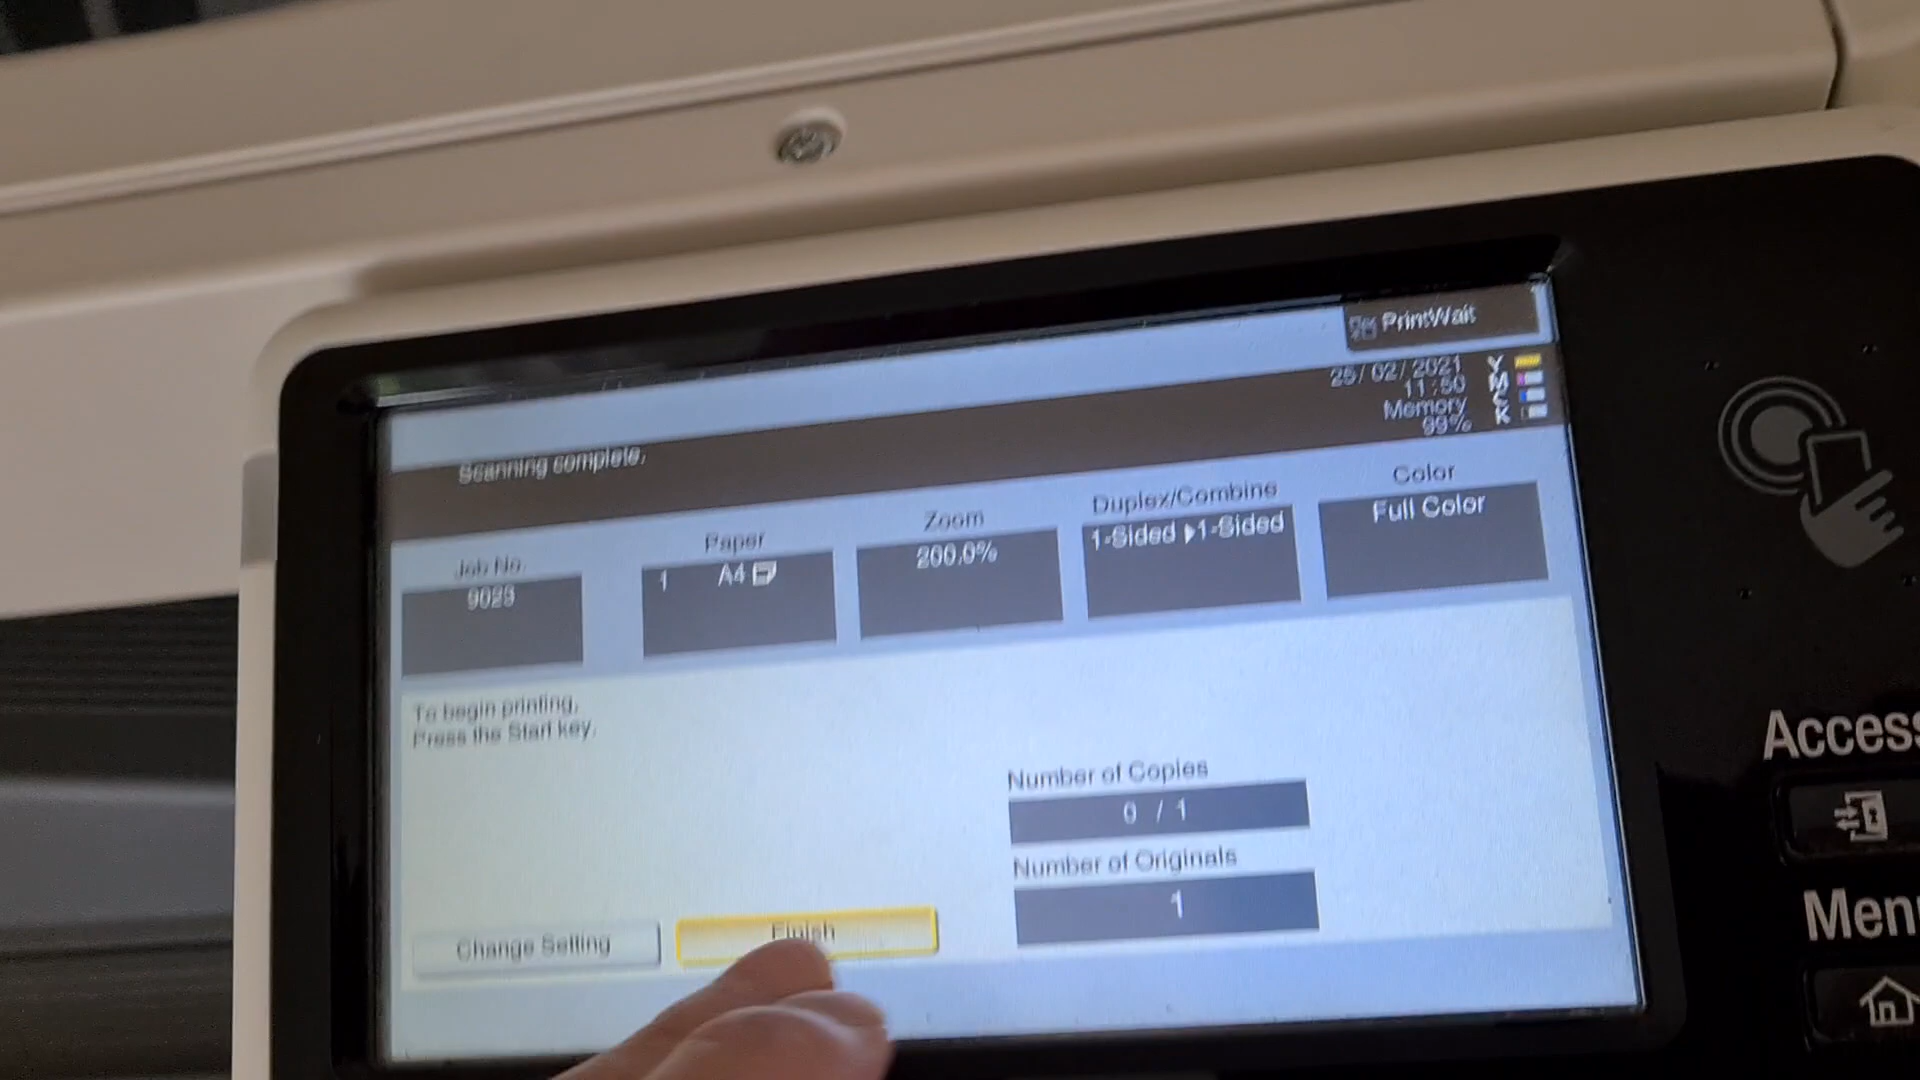 PrintWait
25/02/2021
11:50
Memory
99%
Y
M
C
K
Scanning complete.
Job No.
9029
Paper
1 A4
Zoom
200.0%
Duplex/Combine
1-Sided ▶1-Sided
Color
Full Color
To begin printing,
Press the Start key.
Number of Copies
0 / 1
Number of Originals
1
Change Setting
Finish
Access
Men